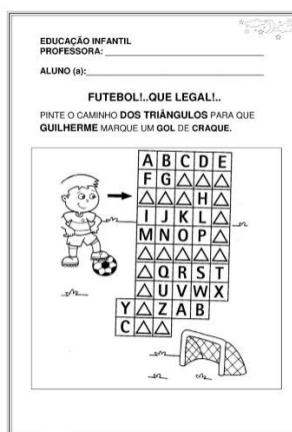 EDUCAÇÃO INFANTIL
PROFESSORA:
ALUNO (a):
FUTEBOL!..QUE LEGAL!..
PINTE O CAMINHO DOS TRIÂNGULOS PARA QUE
GUILHERME MARQUE UM GOL DE CRAQUE.
A B C D E
F G
H
I J K L
M N O P
Q R S T
U V W X
Y Z A B
C